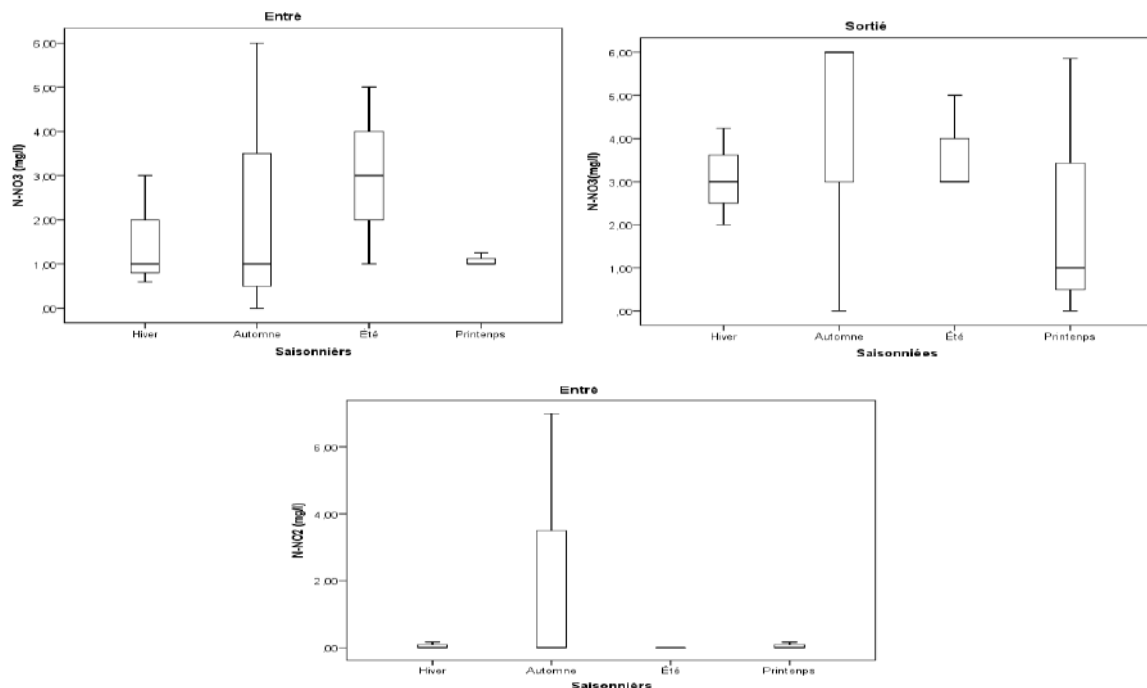 Entré
6,00
5,00
4,00
3,00
2,00
1,00
,00
N-NO3 (mg/l)
Hiver Automne Été Printenps
Saisonnièrs
Sortié
6,00
5,00
4,00
3,00
2,00
1,00
,00
N-NO3(mg/l)
Hiver Automne Été Printenps
Saisonniées
Entré
6,00
4,00
2,00
,00
N-NO2 (mg/l)
Hiver Automne Été Printenps
Saisonnièrs